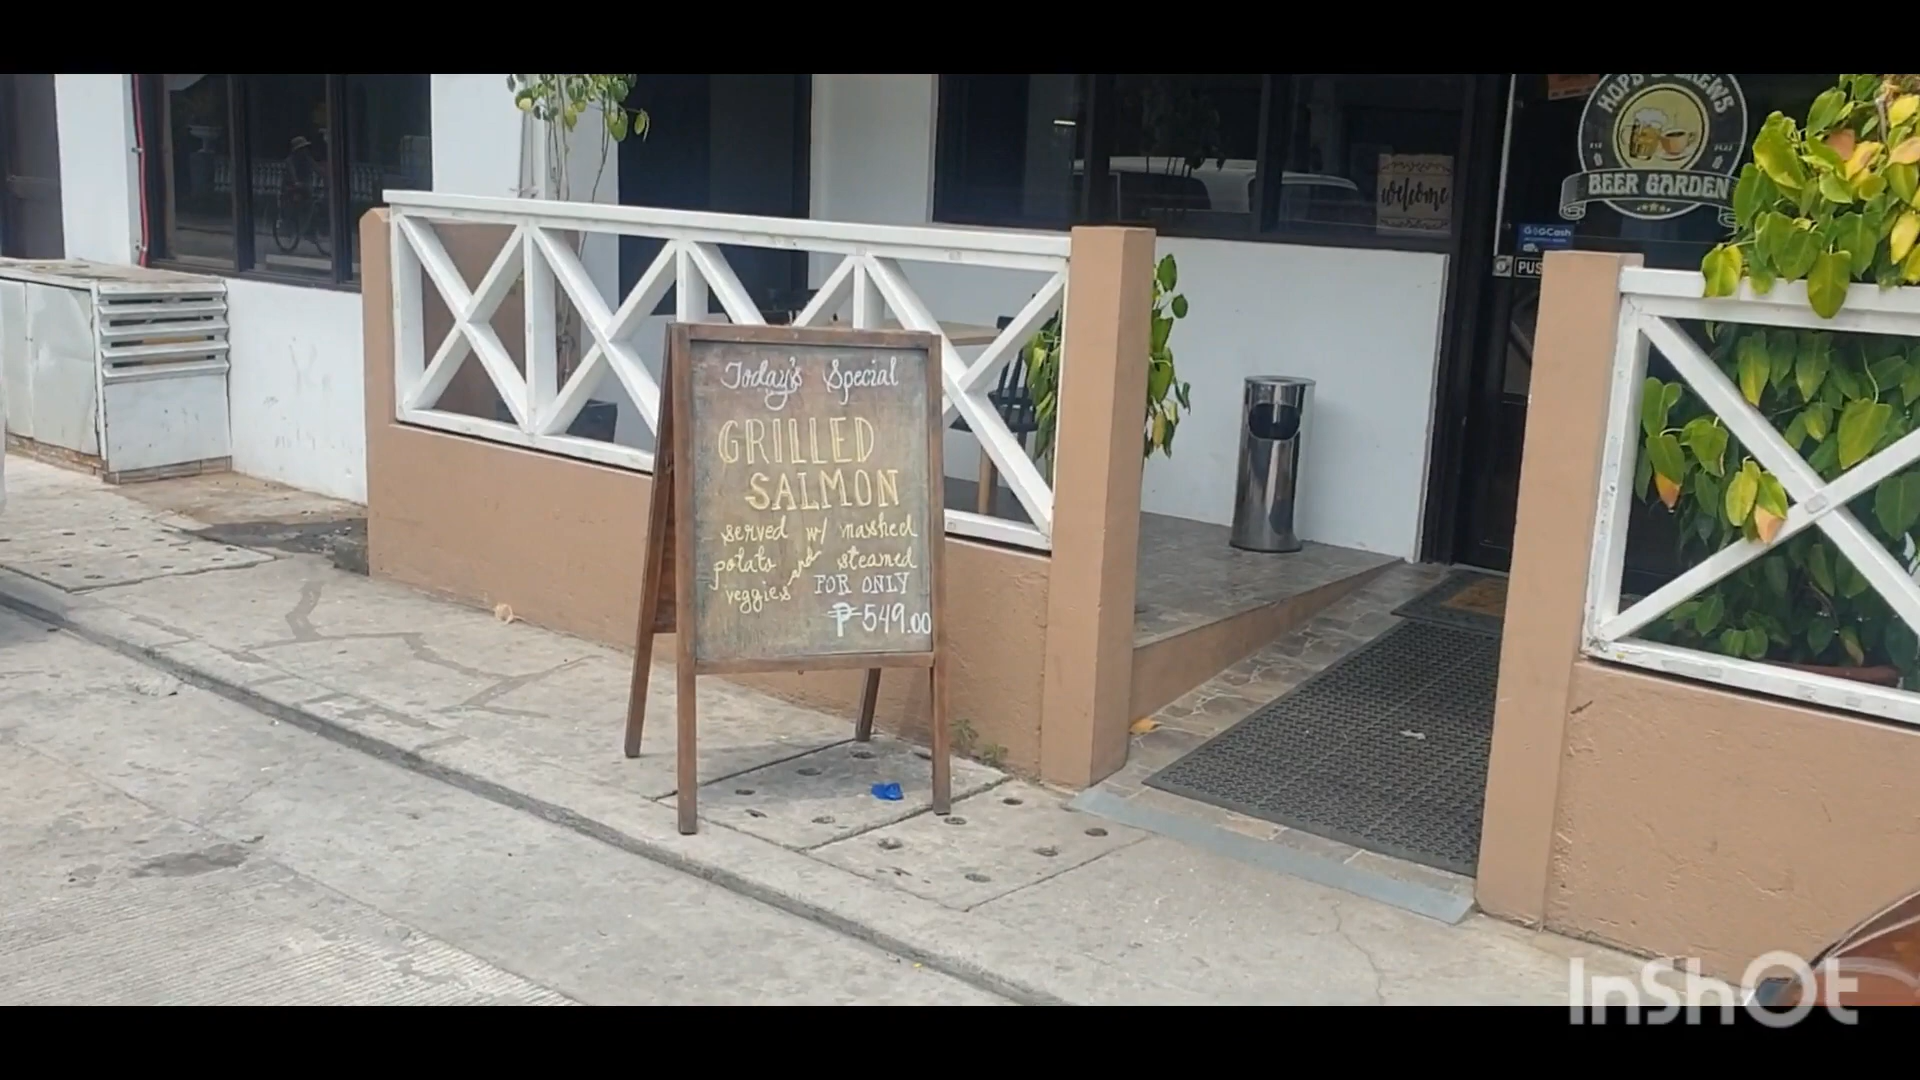 Today's Special
GRILLED
SALMON
served w/ mashed
potato and steamed
veggies FOR ONLY
₱549.00
welcome
BEER GARDEN
GCash
InShOt